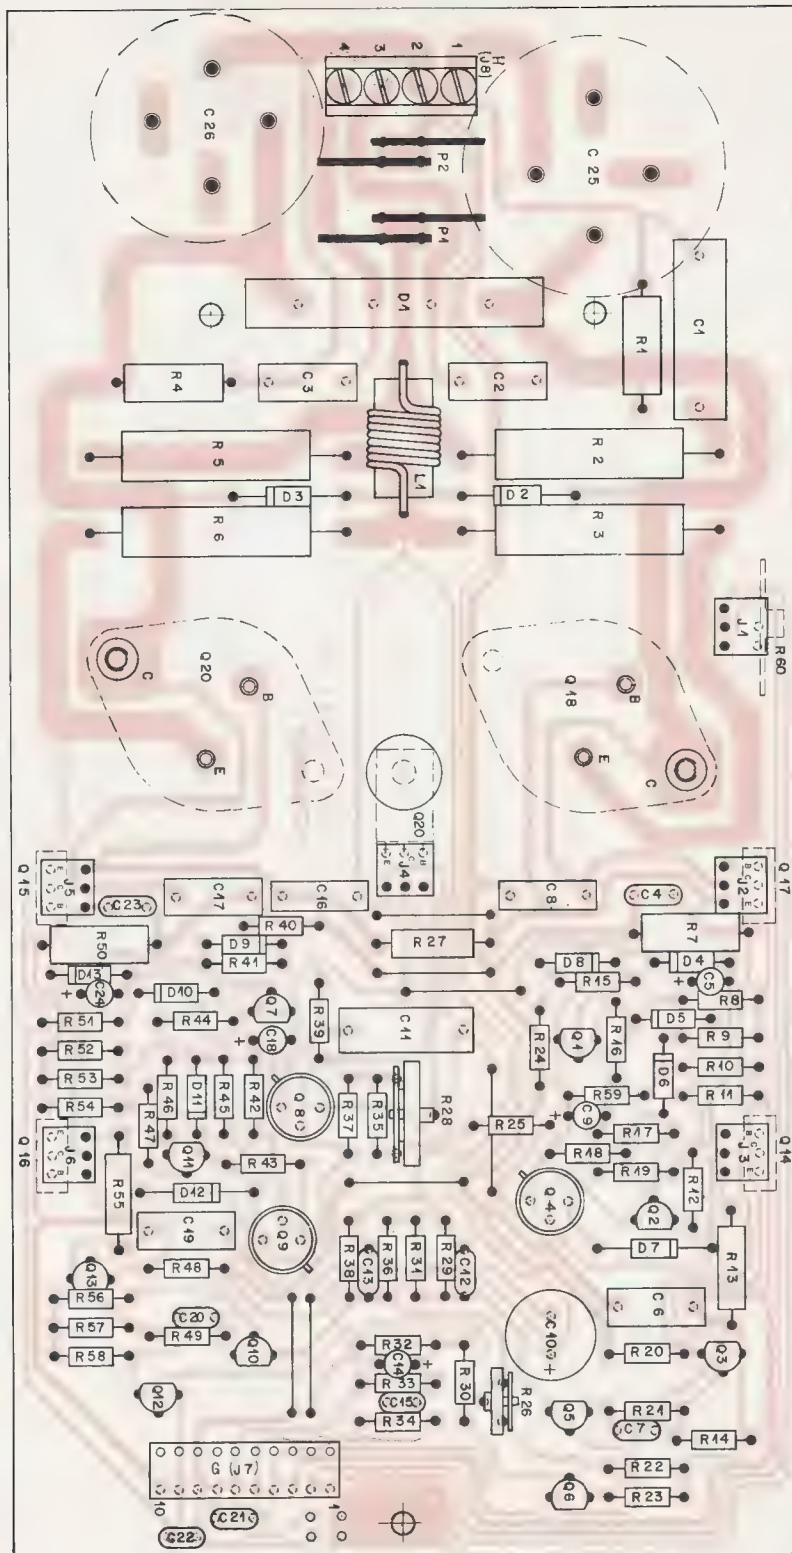 4 3 2 1
H
(J8)
C 26
C 25
P2
P1
D1
R1
C1
R4
C3
C2
R5
L1
R2
D3
D2
R6
R3
J1
R60
Q20
C
B
E
Q18
B
E
C
Q20
E C B
J4
Q15
J5
E C B
Q17
J2
B C E
C23
C17
C16
C8
C4
R50
R40
D9
R41
R27
R7
D8
D4
R15
C5
+
R8
D13
C24
+
D10
Q7
R39
C11
R51
R44
C18
+
R24
Q1
R16
D5
R9
R52
R53
R54
R46
D11
R45
R42
Q8
R37
R35
R28
R25
R59
C9
+
D6
R10
R11
R47
Q16
J6
E C B
Q11
R43
R17
R18
R19
Q14
J3
B C E
R55
D12
Q4
R12
Q2
C19
Q9
R38
C13
R36
R31
R29
C12
D7
R13
Q13
R48
R56
C20
R57
R49
R58
Q10
C10
+
C6
R20
Q3
R32
C14
+
R33
C15
R34
R30
R26
Q12
Q5
R21
C7
R14
G (J7)
10
1
R22
R23
Q6
C21
C22